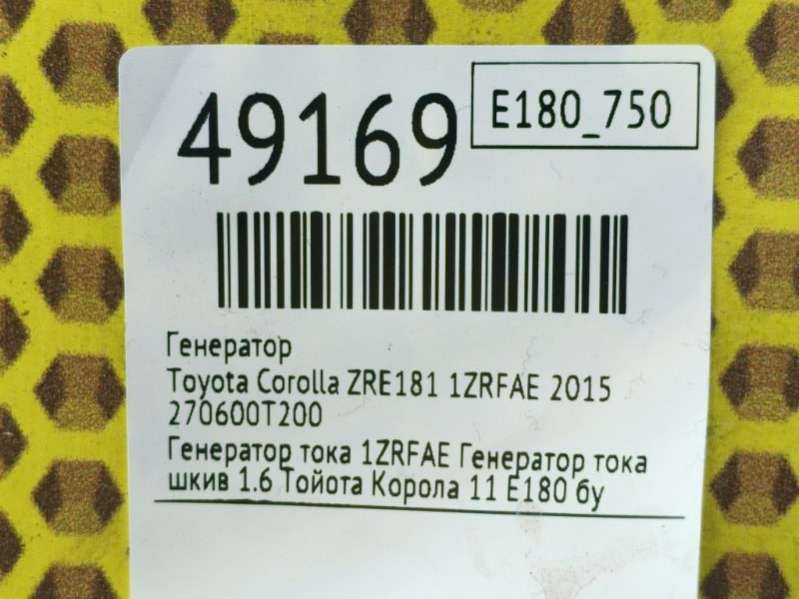 49169
E180_750
Генератор
Toyota Corolla ZRE181 1ZRFAE 2015
270600T200
Генератор тока 1ZRFAE Генератор тока
шкив 1.6 Тойота Корола 11 Е180 бу